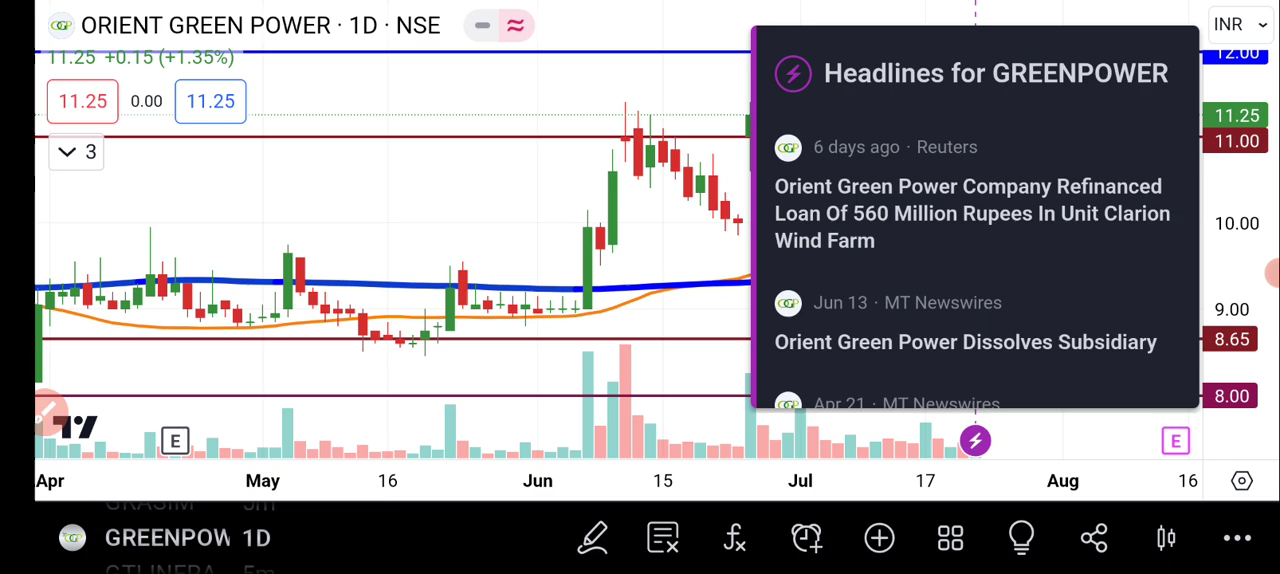 ORIENT GREEN POWER · 1D · NSE
INR
11.25 +0.15 (+1.35%)
12.00
11.25 0.00 11.25
3
Headlines for GREENPOWER
6 days ago · Reuters
Orient Green Power Company Refinanced
Loan Of 560 Million Rupees In Unit Clarion
Wind Farm
Jun 13 · MT Newswires
Orient Green Power Dissolves Subsidiary
Apr 21 · MT Newswires
11.25
11.00
10.00
9.00
8.65
8.00
E
E
Apr May 16 Jun 15 Jul 17 Aug 16
GRASIM 5m
GREENPOW 1D
GTLINFRA 5m